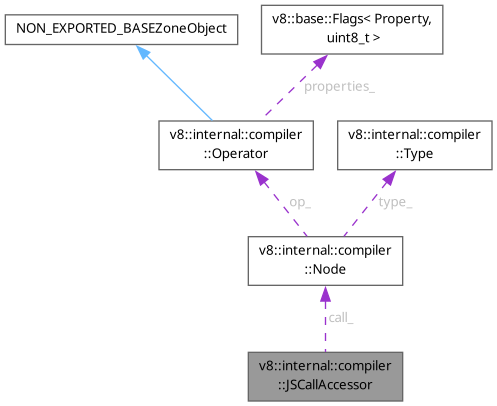 NON_EXPORTED_BASEZoneObject
v8::base::Flags< Property,
uint8_t >
properties_
v8::internal::compiler
::Operator
v8::internal::compiler
::Type
op_
type_
v8::internal::compiler
::Node
call_
v8::internal::compiler
::JSCallAccessor